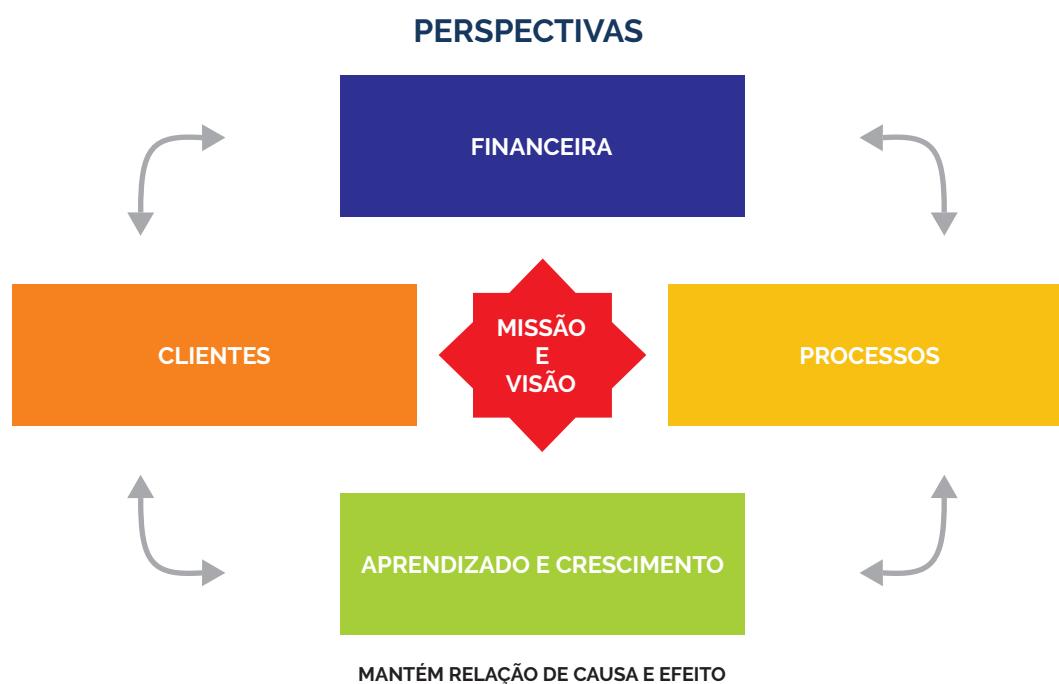 PERSPECTIVAS
FINANCEIRA
CLIENTES
MISSÃO
E
VISÃO
PROCESSOS
APRENDIZADO E CRESCIMENTO
MANTÉM RELAÇÃO DE CAUSA E EFEITO